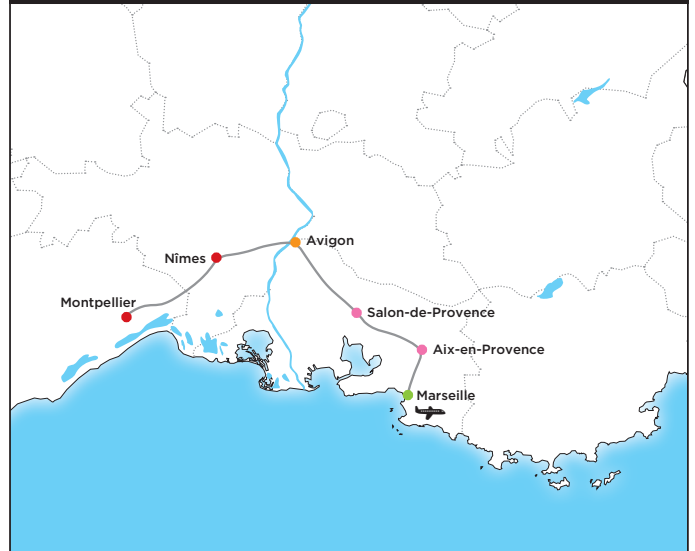 Avigon
Nîmes
Montpellier
Salon-de-Provence
Aix-en-Provence
Marseille